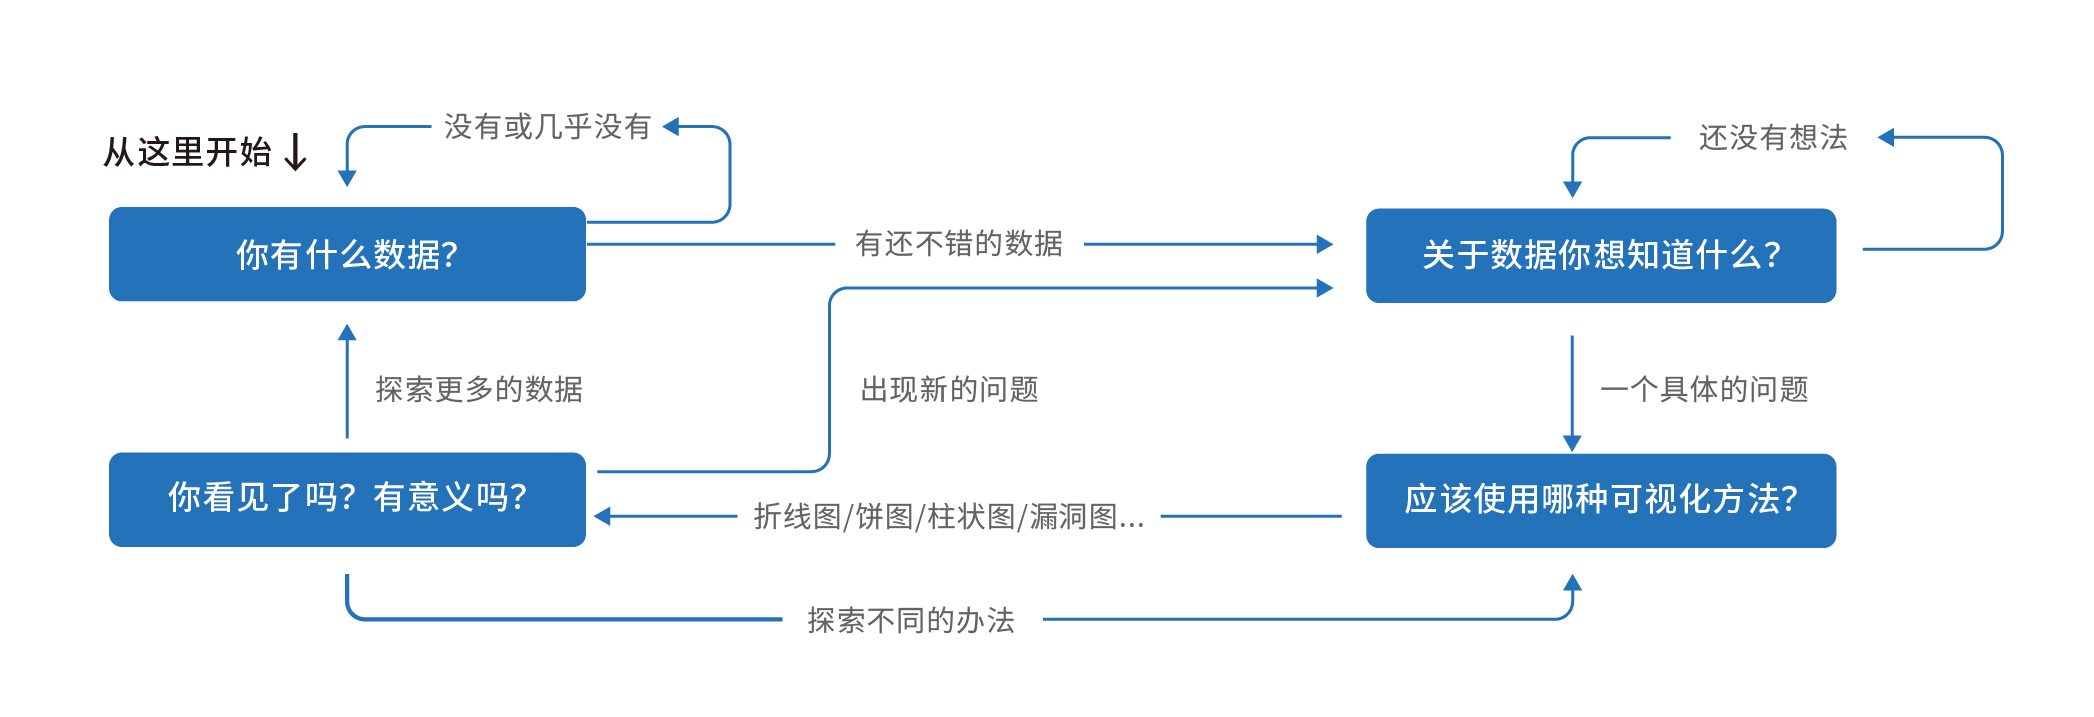 从这里开始
没有或几乎没有
还没有想法
你有什么数据?
有还不错的数据
关于数据你想知道什么?
探索更多的数据
出现新的问题
一个具体的问题
你看见了吗? 有意义吗?
折线图/饼图/柱状图/漏洞图...
应该使用哪种可视化方法?
探索不同的办法